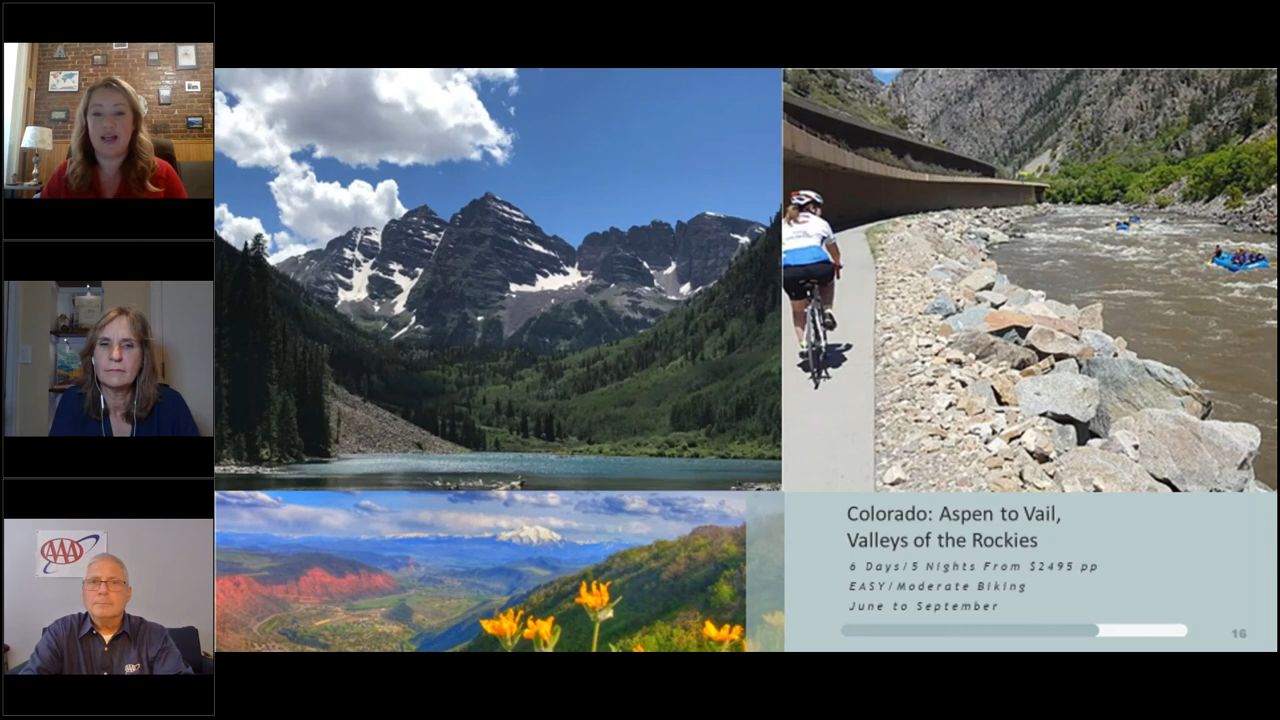 AAA
Colorado: Aspen to Vail,
Valleys of the Rockies
6 Days/5 Nights From $2495 pp
EASY/Moderate Biking
June to September
16